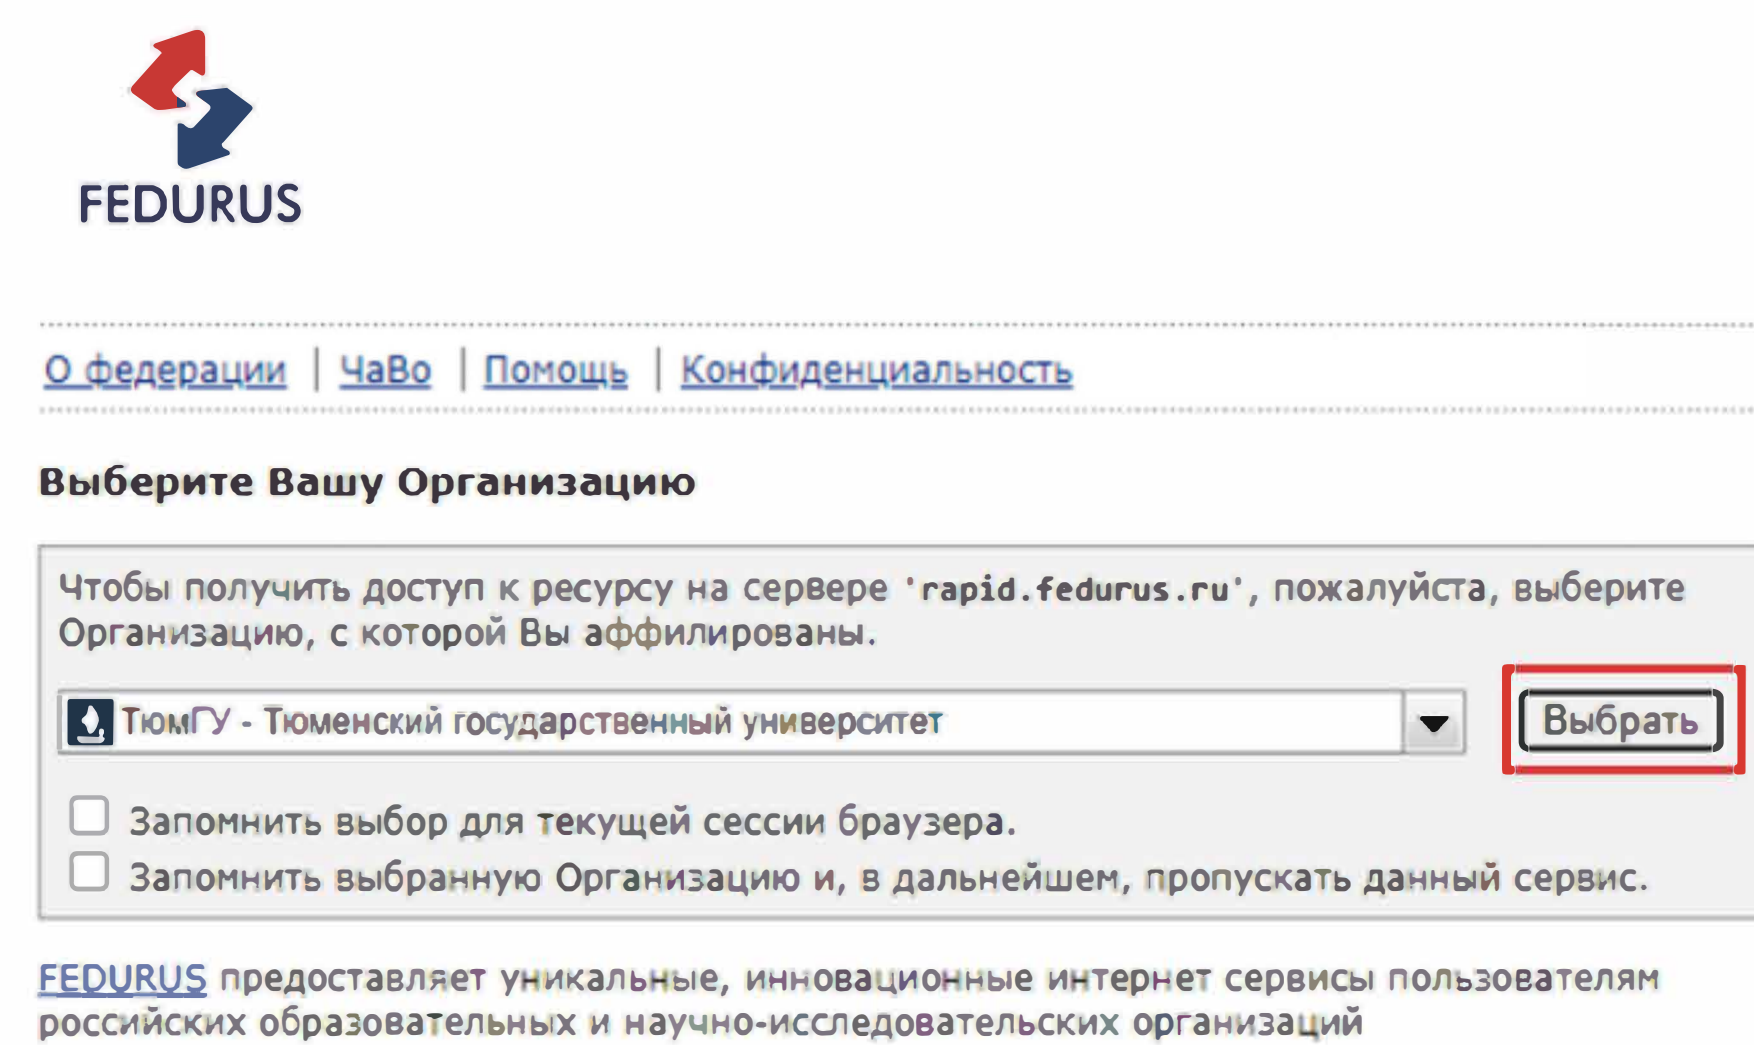 FEDURUS
О федерации | ЧаВо | Помощь | Конфиденциальность
Выберите Вашу Организацию
Чтобы получить доступ к ресурсу на сервере 'rapid.fedurus.ru', пожалуйста, выберите
Организацию, с которой Вы аффилированы.
ТюмГУ - Тюменский государственный университет
Выбрать
Запомнить выбор для текущей сессии браузера.
Запомнить выбранную Организацию и, в дальнейшем, пропускать данный сервис.
FEDURUS предоставляет уникальные, инновационные интернет сервисы пользователям
российских образовательных и научно-исследовательских организаций